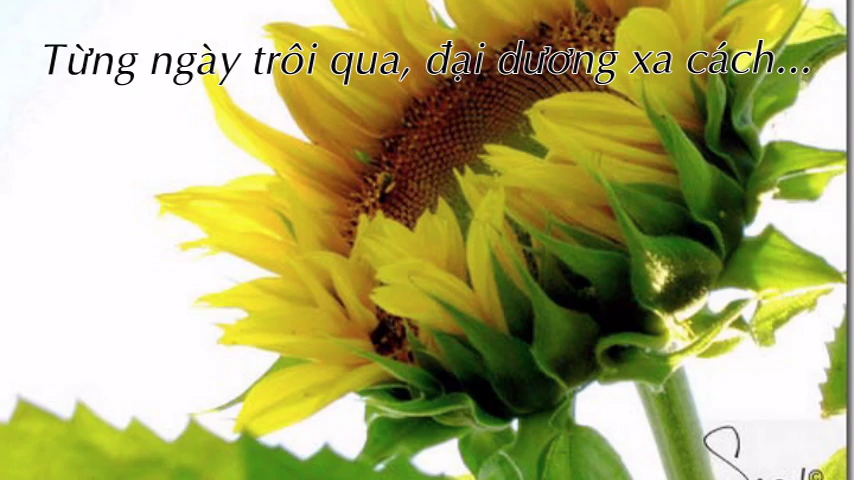 Từng ngày trôi qua, đại dương xa cách...